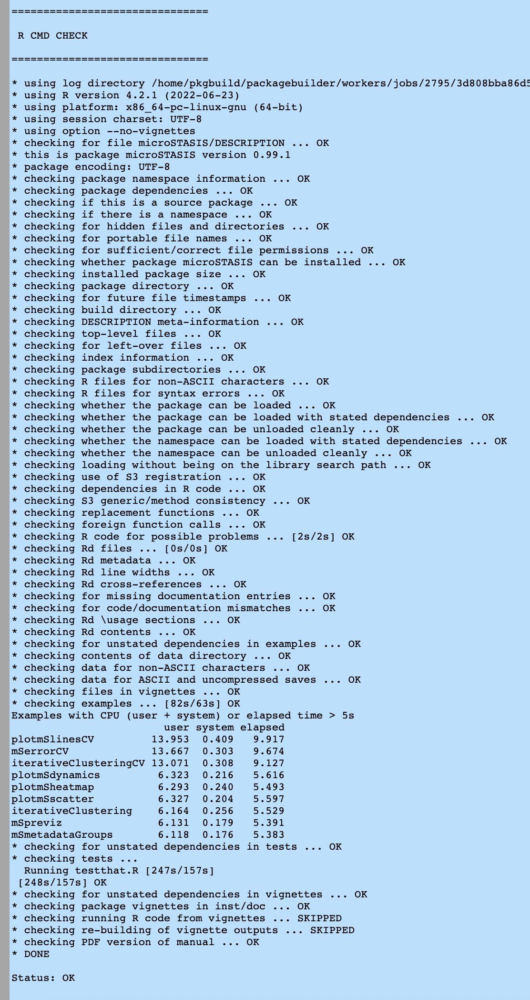 ===============================
R CMD CHECK
===============================
* using log directory /home/pkgbuild/packagebuilder/workers/jobs/2795/3d808bba86d5
* using R version 4.2.1 (2022-06-23)
* using platform: x86_64-pc-linux-gnu (64-bit)
* using session charset: UTF-8
* using option --no-vignettes
* checking for file microSTASIS/DESCRIPTION ... OK
* this is package microSTASIS version 0.99.1
* package encoding: UTF-8
* checking package namespace information ... OK
* checking package dependencies ... OK
* checking if this is a source package ... OK
* checking if there is a namespace ... OK
* checking for hidden files and directories ... OK
* checking for portable file names ... OK
* checking for sufficient/correct file permissions ... OK
* checking whether package microSTASIS can be installed ... OK
* checking installed package size ... OK
* checking package directory ... OK
* checking for future file timestamps ... OK
* checking build directory ... OK
* checking DESCRIPTION meta-information ... OK
* checking top-level files ... OK
* checking for left-over files ... OK
* checking index information ... OK
* checking package subdirectories ... OK
* checking R files for non-ASCII characters ... OK
* checking R files for syntax errors ... OK
* checking whether the package can be loaded ... OK
* checking whether the package can be loaded with stated dependencies ... OK
* checking whether the package can be unloaded cleanly ... OK
* checking whether the namespace can be loaded with stated dependencies ... OK
* checking whether the namespace can be unloaded cleanly ... OK
* checking loading without being on the library search path ... OK
* checking use of S3 registration ... OK
* checking dependencies in R code ... OK
* checking S3 generic/method consistency ... OK
* checking replacement functions ... OK
* checking foreign function calls ... OK
* checking R code for possible problems ... [2s/2s] OK
* checking Rd files ... [0s/0s] OK
* checking Rd metadata ... OK
* checking Rd line widths ... OK
* checking Rd cross-references ... OK
* checking for missing documentation entries ... OK
* checking for code/documentation mismatches ... OK
* checking Rd \usage sections ... OK
* checking Rd contents ... OK
* checking for unstated dependencies in examples ... OK
* checking contents of data directory ... OK
* checking data for non-ASCII characters ... OK
* checking data for ASCII and uncompressed saves ... OK
* checking files in vignettes ... OK
* checking examples ... [82s/63s] OK
Examples with CPU (user + system) or elapsed time > 5s
                        user system elapsed
plotmSlinesCV         13.953  0.409   9.917
mSerrorCV             13.667  0.303   9.674
iterativeClusteringCV 13.071  0.308   9.127
plotmSdynamics         6.323  0.216   5.616
plotmSheatmap          6.293  0.240   5.493
plotmSscatter          6.327  0.204   5.597
iterativeClustering    6.164  0.256   5.529
mSpreviz               6.131  0.179   5.391
mSmetadataGroups       6.118  0.176   5.383
* checking for unstated dependencies in tests ... OK
* checking tests ...
  Running testthat.R [247s/157s]
 [248s/157s] OK
* checking for unstated dependencies in vignettes ... OK
* checking package vignettes in inst/doc ... OK
* checking running R code from vignettes ... SKIPPED
* checking re-building of vignette outputs ... SKIPPED
* checking PDF version of manual ... OK
* DONE
Status: OK